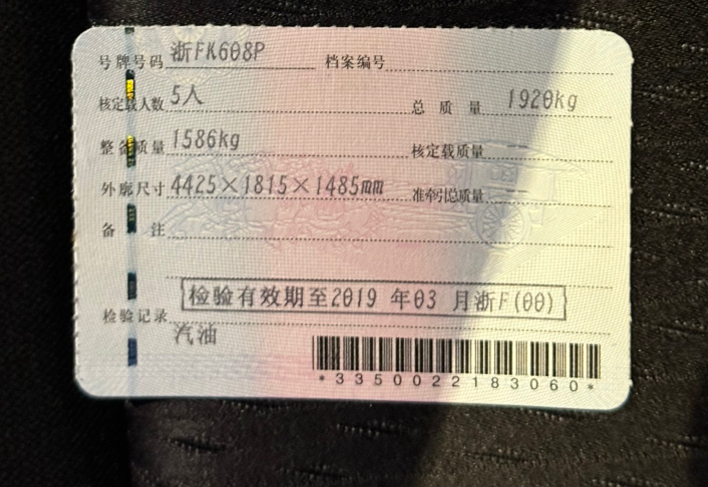 号牌号码 浙FK608P 档案编号
核定载人数 5人 总质量 1920kg
整备质量 1586kg 核定载质量
外廓尺寸 4425×1815×1485mm 准牵引总质量
备注
检验有效期至2019年03月浙F(00)
检验记录
汽油
*3350022183060*